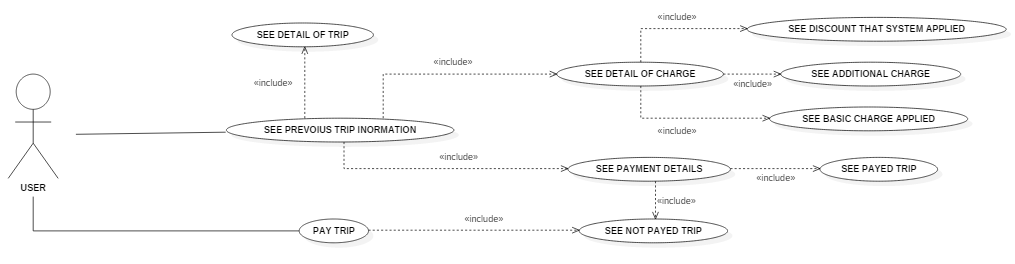 «include»
SEE DISCOUNT THAT SYSTEM APPLIED
SEE DETAIL OF TRIP
«include»
SEE DETAIL OF CHARGE
SEE ADDITIONAL CHARGE
«include»
«include»
SEE BASIC CHARGE APPLIED
SEE PREVOIUS TRIP INORMATION
«include»
«include»
SEE PAYMENT DETAILS
SEE PAYED TRIP
«include»
USER
«include»
«include»
PAY TRIP
SEE NOT PAYED TRIP